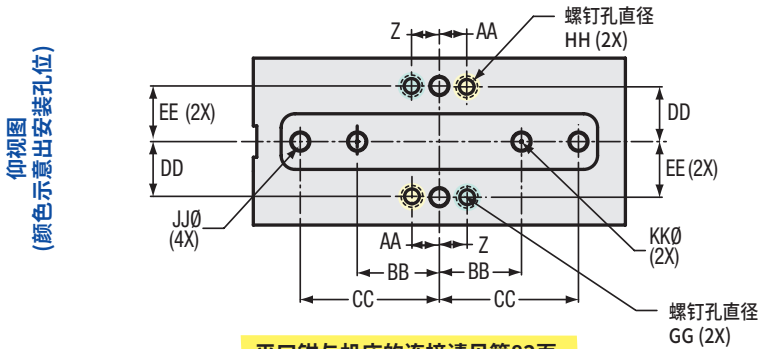 仰视图
(颜色示意出安装孔位)
Z
AA
螺钉孔直径
HH (2X)
EE (2X)
DD
DD
EE (2X)
JJØ
(4X)
AA
Z
KKØ
(2X)
BB
BB
CC
CC
螺钉孔直径
GG (2X)